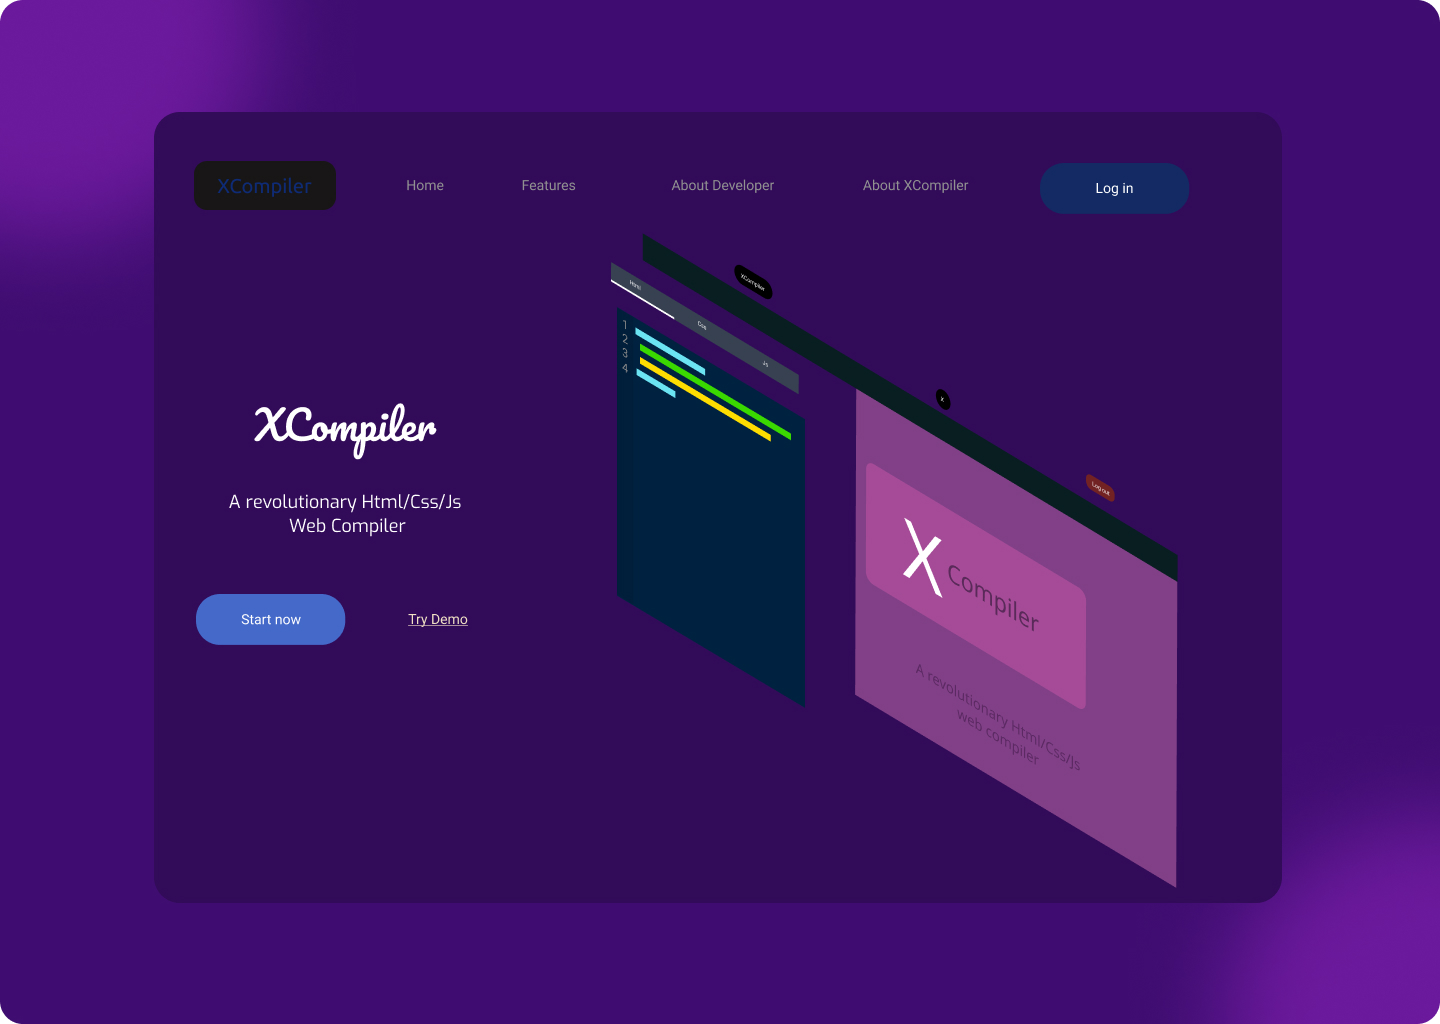 XCompiler
Home
Features
About Developer
About XCompiler
Log in
XCompiler
A revolutionary Html/Css/Js
Web Compiler
Start now
Try Demo
XCompiler
Html
Css
Js
1
2
3
4
X
Log out
X Compiler
A revolutionary Html/Css/Js
web compiler